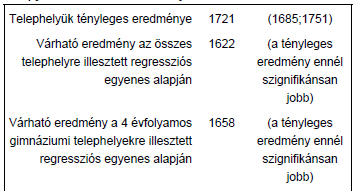 Telephelyük tényleges eredménye 1721 (1685;1751)
Várható eredmény az összes 1622 (a tényleges
telephelyre illesztett regressziós eredmény ennél
egyenes alapján szignifikánsan
jobb)
Várható eredmény a 4 évfolyamos 1658 (a tényleges
gimnáziumi telephelyekre illesztett eredmény ennél
regressziós egyenes alapján szignifikánsan
jobb)